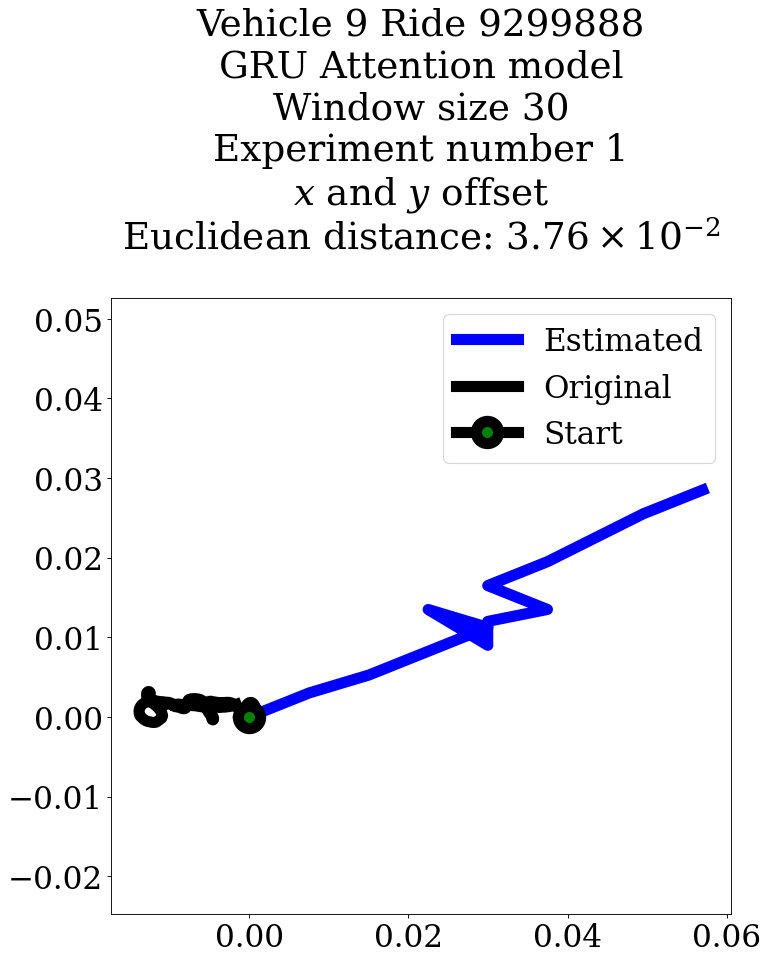 Vehicle 9 Ride 9299888
GRU Attention model
Window size 30
Experiment number 1
x and y offset
Euclidean distance: 3.76 × 10⁻²
Estimated
Original
Start
0.05
0.04
0.03
0.02
0.01
0.00
−0.01
−0.02
0.00 0.02 0.04 0.06